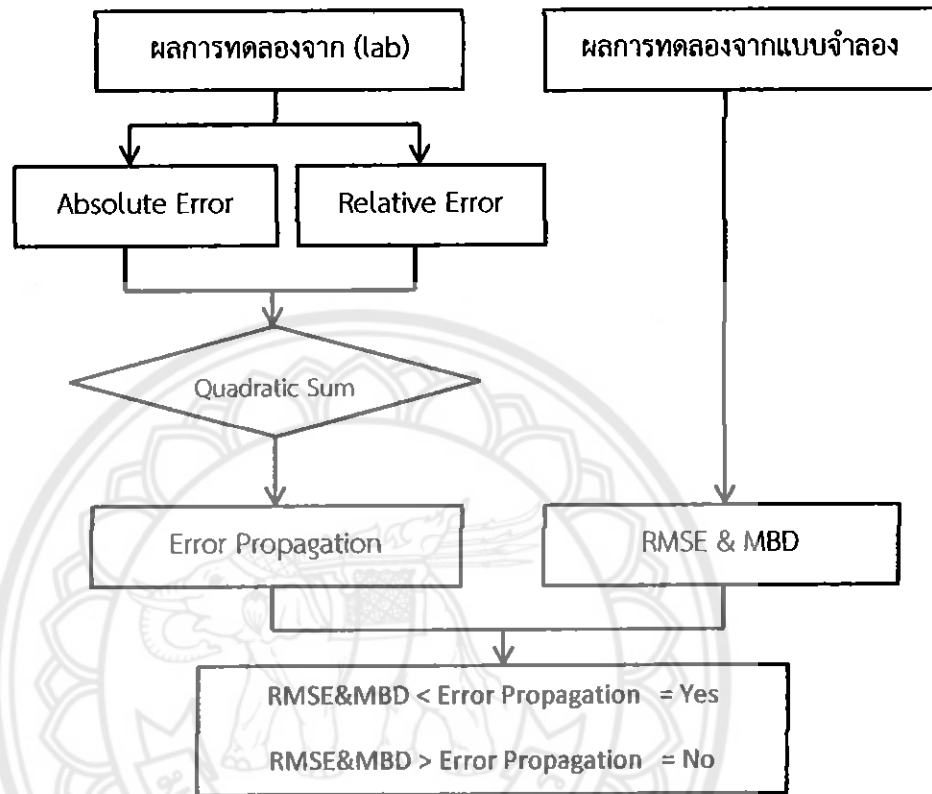 ผลการทดลองจาก (lab)
ผลการทดลองจากแบบจำลอง
Absolute Error
Relative Error
Quadratic Sum
Error Propagation
RMSE & MBD
RMSE&MBD < Error Propagation = Yes
RMSE&MBD > Error Propagation = No